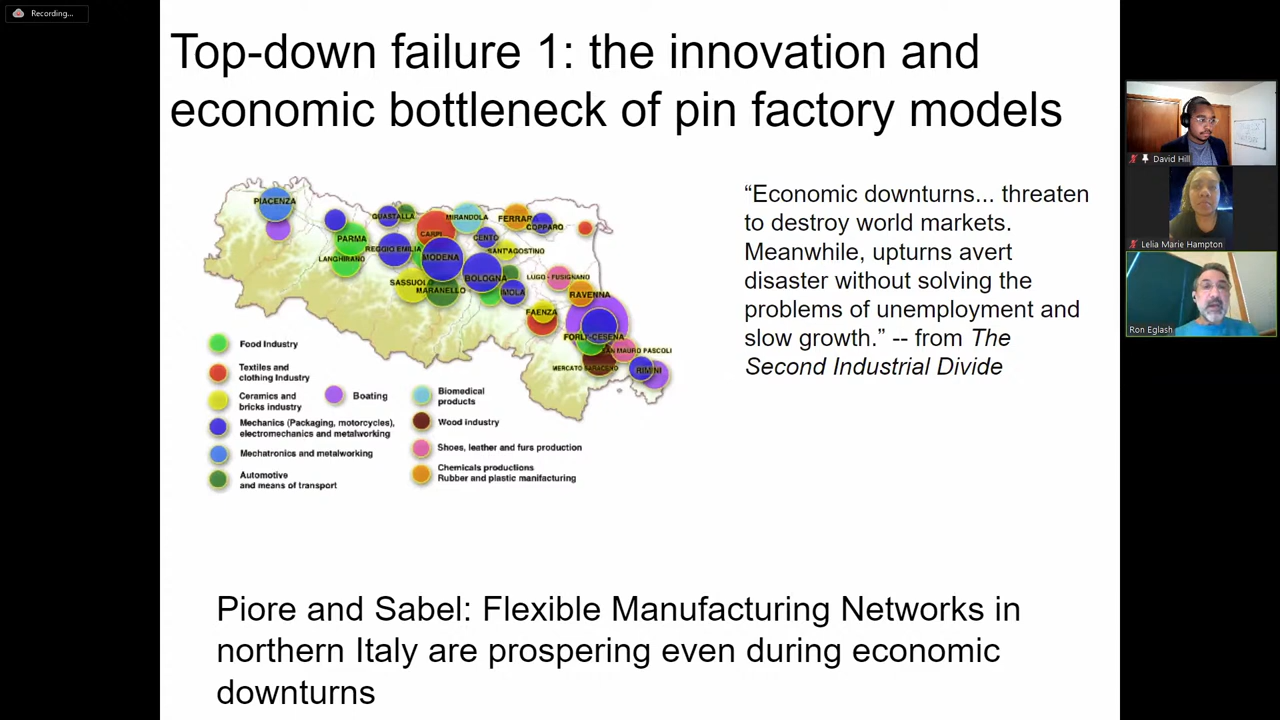 Recording...
Top-down failure 1: the innovation and
economic bottleneck of pin factory models
PIACENZA
GUASTALLA
MIRANDOLA
FERRARA
COPPARO
PARMA
CARPI
CENTO
REGGIO EMILIA
SANT'AGOSTINO
LANGHIRANO
MODENA
BOLOGNA
LUGO - FUSIGNANO
SASSUOLO
MARANELLO
IMOLA
RAVENNA
FAENZA
FORLI'-CESENA
SAN MAURO PASCOLI
MERCATO SARACENO
RIMINI
Food Industry
Textiles and
clothing Industry
Ceramics and
bricks industry
Mechanics (Packaging, motorcycles),
electromechanics and metalworking
Mechatronics and metalworking
Automotive
and means of transport
Boating
Biomedical
products
Wood industry
Shoes, leather and furs production
Chemicals productions
Rubber and plastic manifacturing
“Economic downturns... threaten
to destroy world markets.
Meanwhile, upturns avert
disaster without solving the
problems of unemployment and
slow growth.” -- from The
Second Industrial Divide
Piore and Sabel: Flexible Manufacturing Networks in
northern Italy are prospering even during economic
downturns
David Hill
Lelia Marie Hampton
Ron Eglash